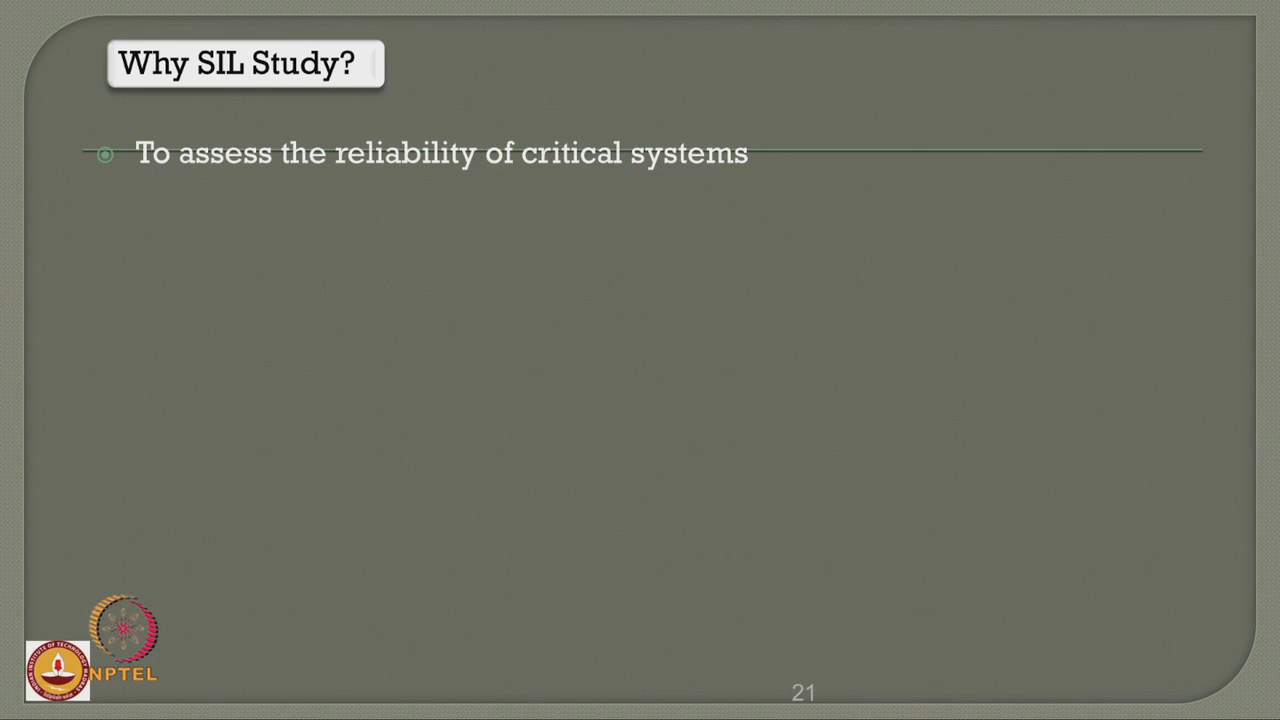 Why SIL Study?
To assess the reliability of critical systems
NPTEL
21